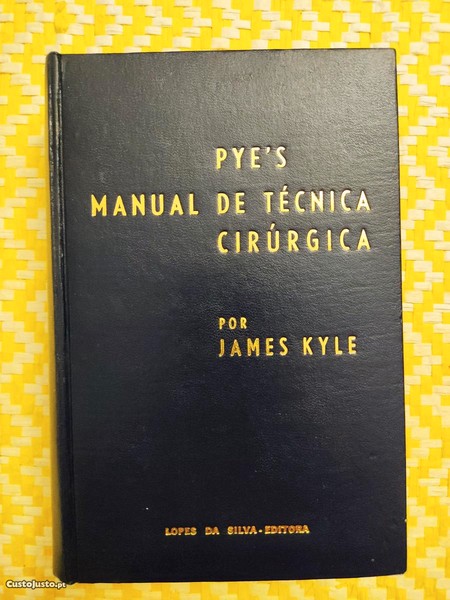 PYE'S
MANUAL DE TÉCNICA
CIRÚRGICA
POR
JAMES KYLE
LOPES DA SILVA-EDITORA
CustoJusto.pt